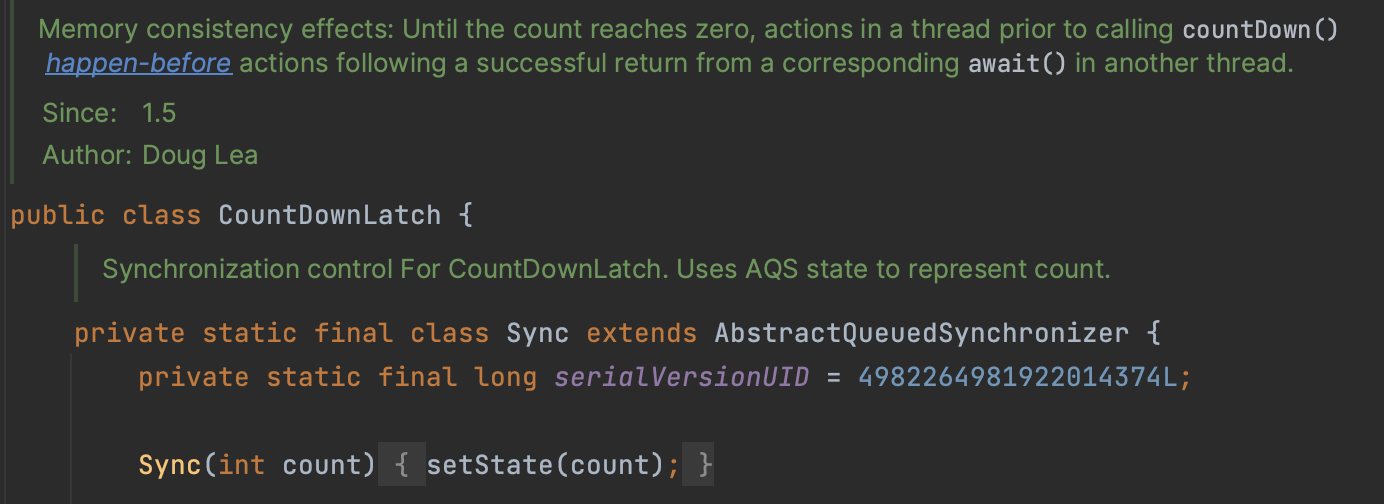 Memory consistency effects: Until the count reaches zero, actions in a thread prior to calling countDown()
happen-before actions following a successful return from a corresponding await() in another thread.
Since: 1.5
Author: Doug Lea
public class CountDownLatch {
Synchronization control For CountDownLatch. Uses AQS state to represent count.
private static final class Sync extends AbstractQueuedSynchronizer {
private static final long serialVersionUID = 4982264981922014374L;
Sync(int count) { setState(count); }